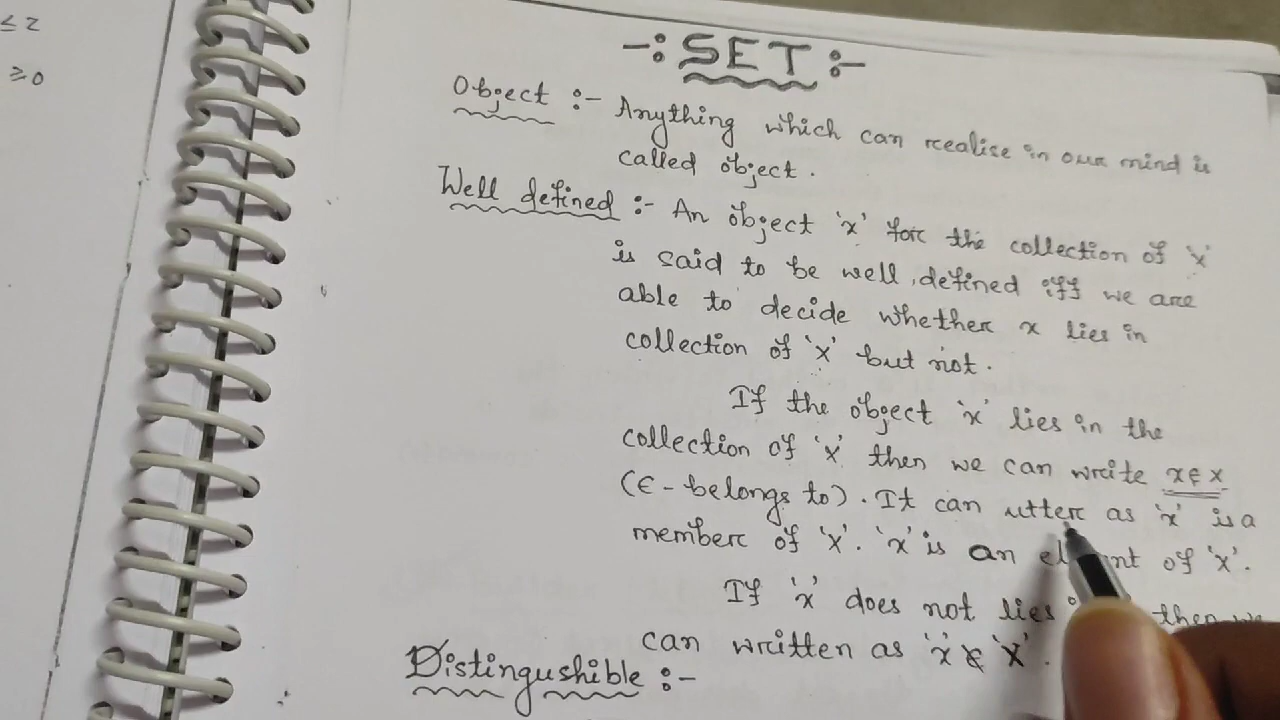 ≤ 2
≥0
-: SET :-
Object :- Anything which can realise in our mind is
called object.
Well defined :- An object 'x' for the collection of 'X'
is said to be well defined iff we are
able to decide whether x lies in
collection of 'X' but not.
If the object 'x' lies in the
collection of 'X' then we can write x∈X
(∈ - belongs to). It can utter as 'x' is a
member of 'X'. 'x' is an of 'X'.
If 'x' does not lies then we
can written as 'x' ∉ 'X'.
Distingushible :-